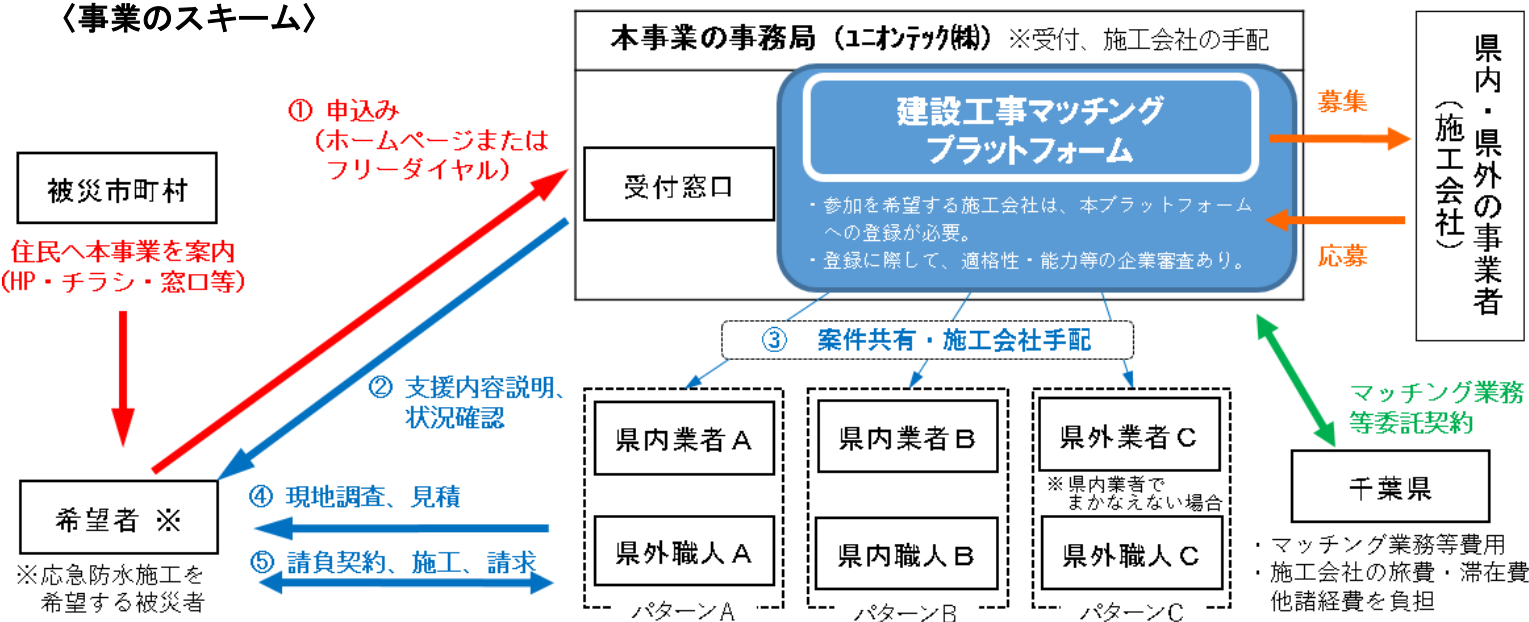 〈事業のスキーム〉
本事業の事務局（ﾕﾆｵﾝﾃｯｸ㈱）※受付、施工会社の手配
建設工事マッチング
プラットフォーム
・参加を希望する施工会社は、本プラットフォーム
への登録が必要。
・登録に際して、適格性・能力等の企業審査あり。
受付窓口
募集
応募
県内・県外の事業者
（施工会社）
① 申込み
（ホームページまたは
フリーダイヤル）
被災市町村
住民へ本事業を案内
(HP・チラシ・窓口等)
② 支援内容説明、
状況確認
③ 案件共有・施工会社手配
マッチング業務
等委託契約
千葉県
・マッチング業務等費用
・施工会社の旅費・滞在費
他諸経費を負担
希望者 ※
※応急防水施工を
希望する被災者
④ 現地調査、見積
⑤ 請負契約、施工、請求
県内業者Ａ
県外職人Ａ
パターンＡ
県内業者Ｂ
県内職人Ｂ
パターンＢ
県外業者Ｃ
※県内業者で
まかなえない場合
県外職人Ｃ
パターンＣ